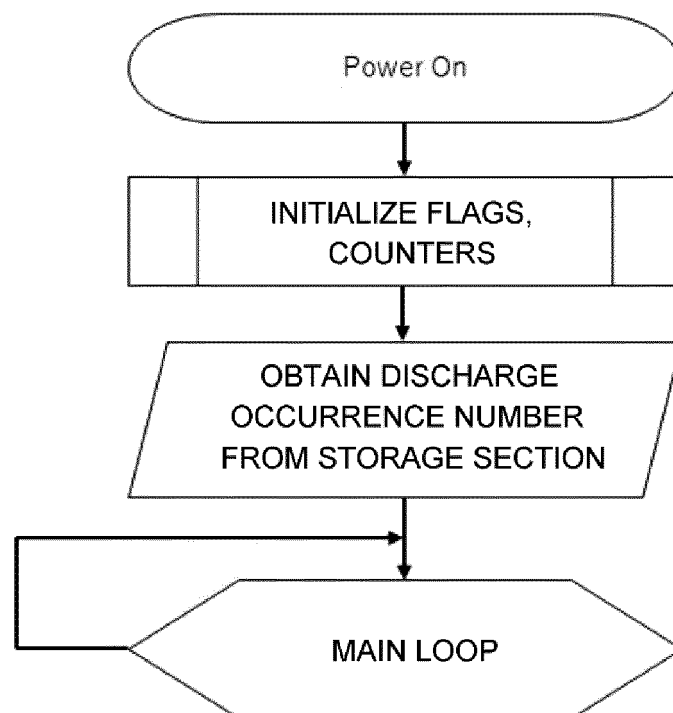 Power On
INITIALIZE FLAGS,
COUNTERS
OBTAIN DISCHARGE
OCCURRENCE NUMBER
FROM STORAGE SECTION
MAIN LOOP